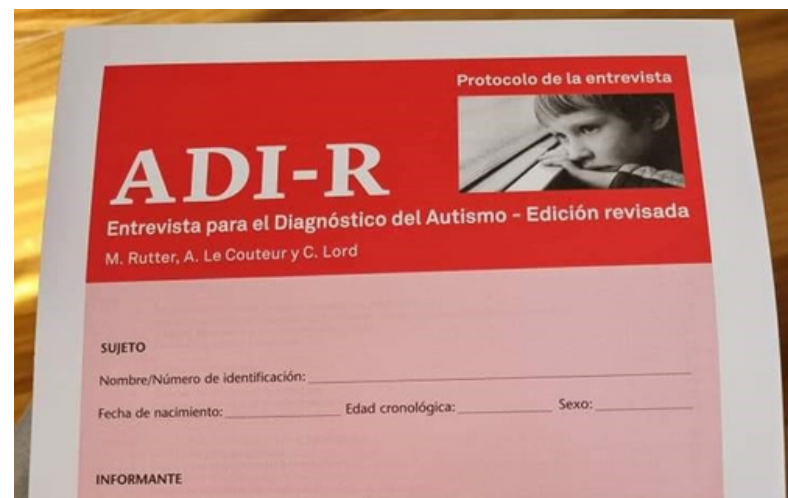 Protocolo de la entrevista
ADI-R
Entrevista para el Diagnóstico del Autismo - Edición revisada
M. Rutter, A. Le Couteur y C. Lord
SUJETO
Nombre/Número de identificación:
Fecha de nacimiento: Edad cronológica: Sexo:
INFORMANTE